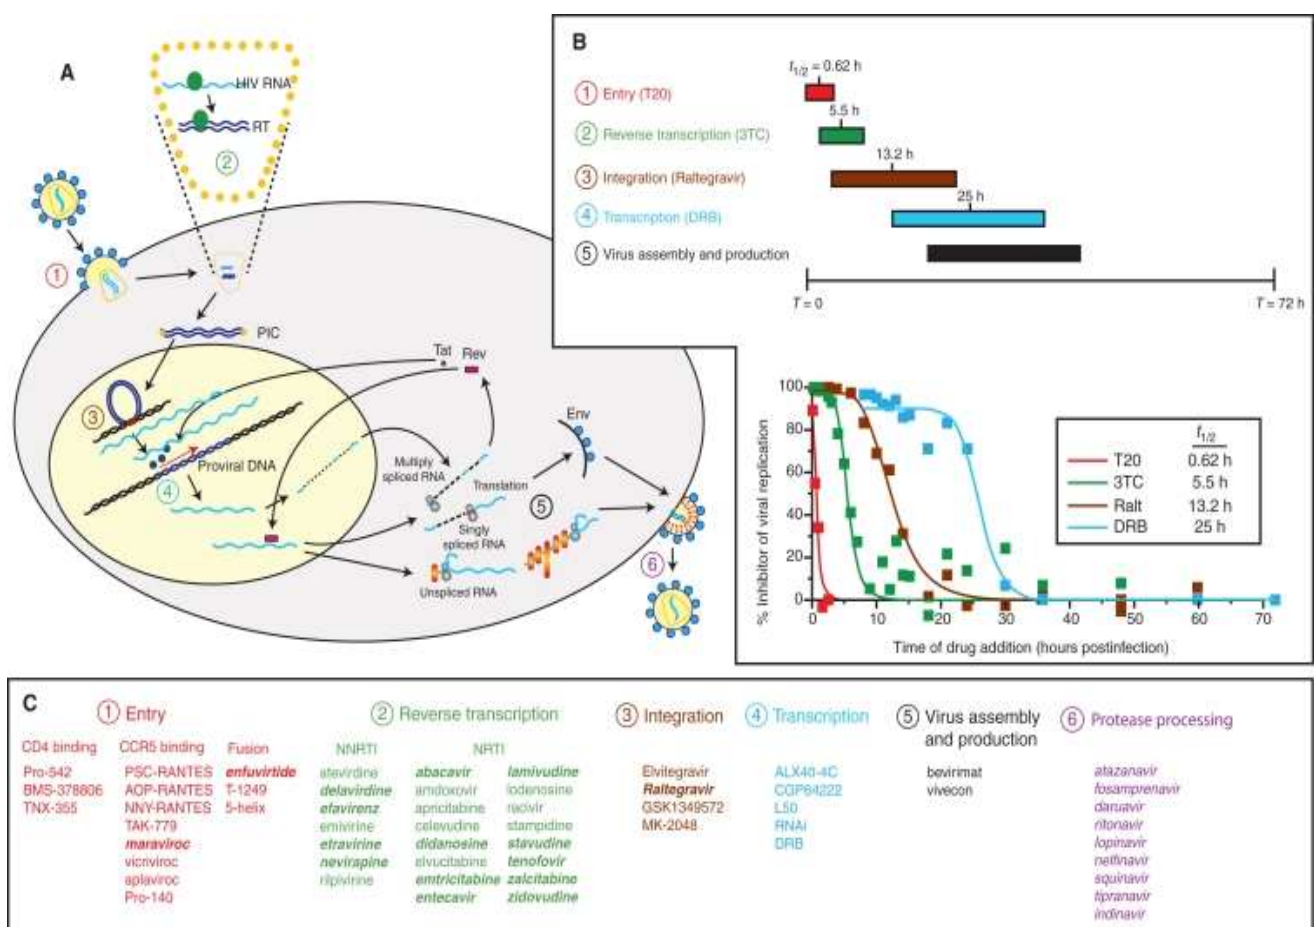 A
HIV RNA
RT
2
1
PIC
Tat Rev
3
Proviral DNA
4
Multiply
spliced RNA
Env
Translation
5
Singly
spliced RNA
Unspliced RNA
6
B
t1/2 = 0.62 h
1 Entry (T20)
5.5 h
2 Reverse transcription (3TC)
13.2 h
3 Integration (Raltegravir)
25 h
4 Transcription (DRB)
5 Virus assembly and production
T = 0
T = 72 h
% Inhibitor of viral replication
100
80
60
40
20
0
0 10 20 30 40 50 60 70
Time of drug addition (hours postinfection)
t1/2
T20 0.62 h
3TC 5.5 h
Ralt 13.2 h
DRB 25 h
C
1 Entry
CD4 binding
Pro-542
BMS-378806
TNX-355
CCR5 binding
PSC-RANTES
AOP-RANTES
NNY-RANTES
TAK-779
maraviroc
vicriviroc
aplaviroc
Pro-140
Fusion
enfuvirtide
T-1249
5-helix
2 Reverse transcription
NNRTI
atevirdine
delavirdine
efavirenz
emivirine
etravirine
nevirapine
rilpivirine
NRTI
abacavir
amdoxovir
apricitabine
celevudine
didanosine
elvucitabine
emtricitabine
entecavir
lamivudine
lodenosine
racivir
stampidine
stavudine
tenofovir
zalcitabine
zidovudine
3 Integration
Elvitegravir
Raltegravir
GSK1349572
MK-2048
4 Transcription
ALX40-4C
CGP64222
L50
RNAi
DRB
5 Virus assembly
and production
bevirimat
vivecon
6 Protease processing
atazanavir
fosamprenavir
daruavir
ritonavir
lopinavir
nelfinavir
squinavir
tipranavir
indinavir